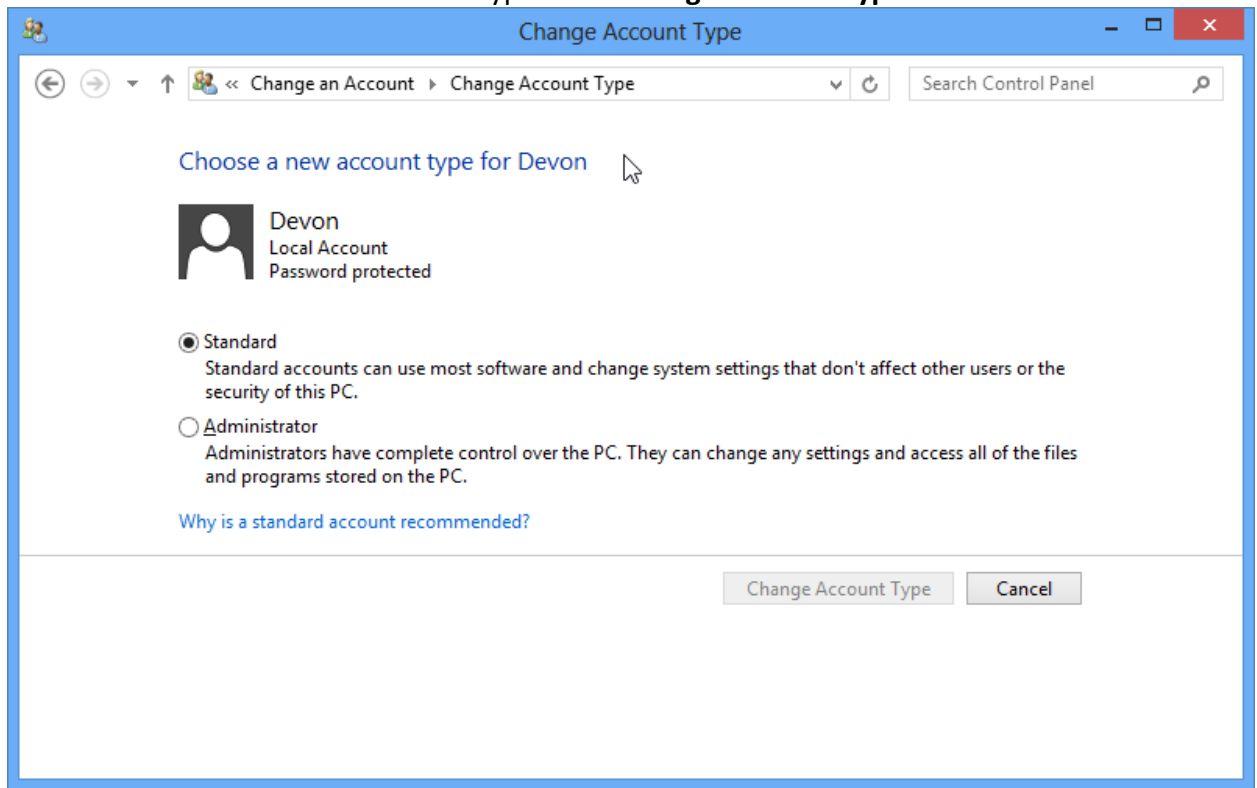 Change Account Type
« Change an Account Change Account Type Search Control Panel
Choose a new account type for Devon
Devon
Local Account
Password protected
Standard
Standard accounts can use most software and change system settings that don't affect other users or the
security of this PC.
Administrator
Administrators have complete control over the PC. They can change any settings and access all of the files
and programs stored on the PC.
Why is a standard account recommended?
Change Account Type Cancel